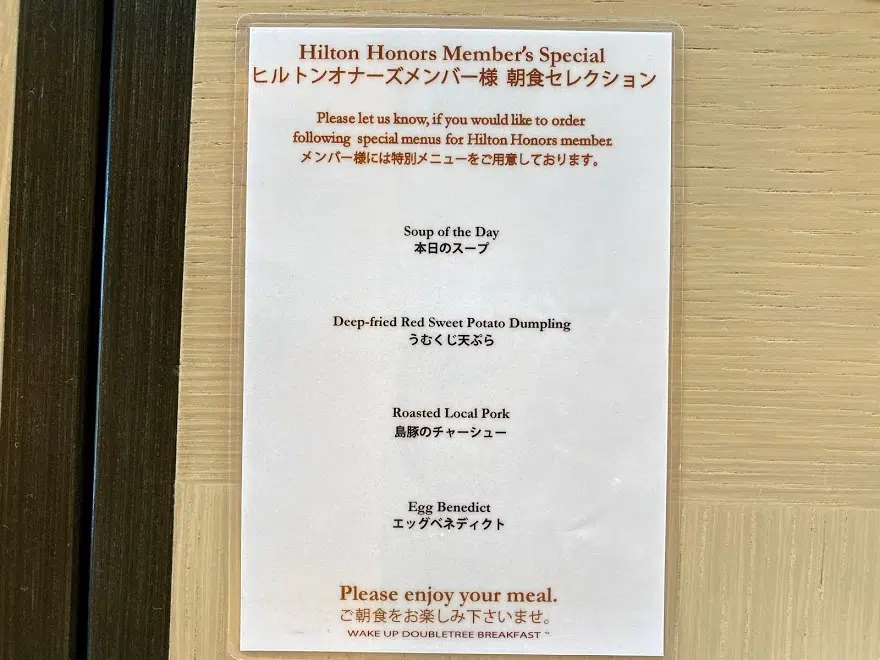 Hilton Honors Member's Special
ヒルトンオナーズメンバー様 朝食セレクション
Please let us know, if you would like to order
following special menus for Hilton Honors member.
メンバー様には特別メニューをご用意しております。
Soup of the Day
本日のスープ
Deep-fried Red Sweet Potato Dumpling
うむくじ天ぷら
Roasted Local Pork
島豚のチャーシュー
Egg Benedict
エッグベネディクト
Please enjoy your meal.
ご朝食をお楽しみ下さいませ。
WAKE UP DOUBLETREE BREAKFAST ™